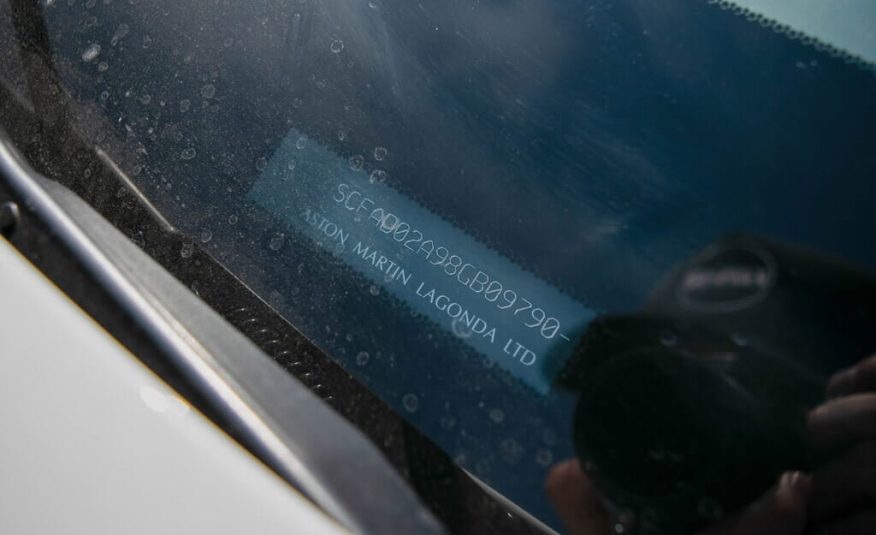 SCFAD02A98GB09790-
ASTON MARTIN LAGONDA LTD